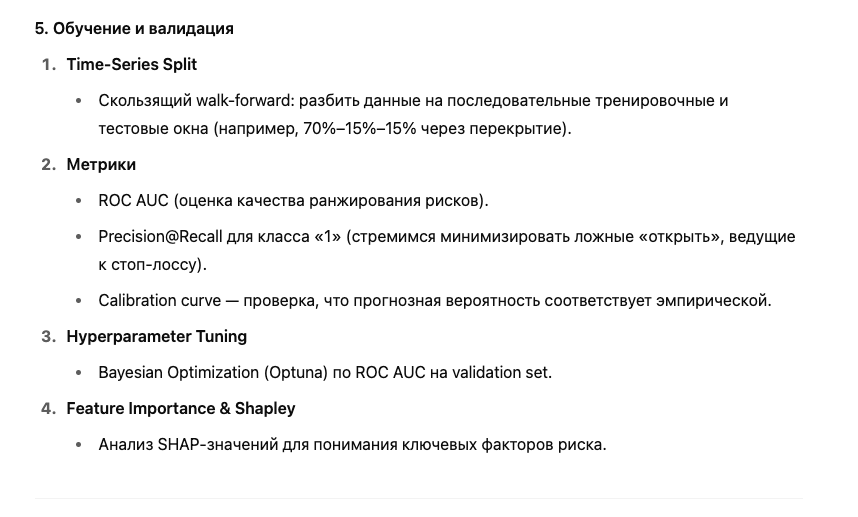 5. Обучение и валидация
1. Time-Series Split
• Скользящий walk-forward: разбить данные на последовательные тренировочные и
тестовые окна (например, 70%–15%–15% через перекрытие).
2. Метрики
• ROC AUC (оценка качества ранжирования рисков).
• Precision@Recall для класса «1» (стремимся минимизировать ложные «открыть», ведущие
к стоп-лоссу).
• Calibration curve — проверка, что прогнозная вероятность соответствует эмпирической.
3. Hyperparameter Tuning
• Bayesian Optimization (Optuna) по ROC AUC на validation set.
4. Feature Importance & Shapley
• Анализ SHAP-значений для понимания ключевых факторов риска.